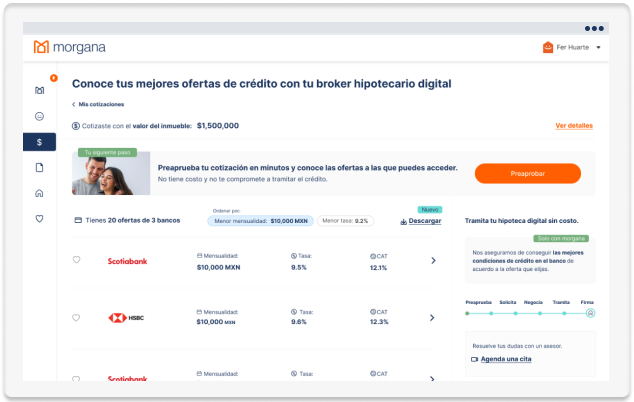 morgana
Fer Huarte
Conoce tus mejores ofertas de crédito con tu broker hipotecario digital
Mis cotizaciones
Cotizaste con el valor del inmueble: $1,500,000
Ver detalles
Tu siguiente paso
Preaprueba tu cotización en minutos y conoce las ofertas a las que puedes acceder.
No tiene costo y no te compromete a tramitar el crédito.
Preaprobar
Tienes 20 ofertas de 3 bancos
Ordenar por:
Menor mensualidad: $10,000 MXN
Menor tasa: 9.2%
Nuevo
Descargar
Scotiabank
Mensualidad:
$10,000 MXN
Tasa:
9.5%
CAT
12.1%
HSBC
Mensualidad:
$10,000 MXN
Tasa:
9.6%
CAT
12.3%
Scotiabank
Mensualidad:
Tasa:
CAT
Tramita tu hipoteca digital sin costo.
Solo con morgana
Nos aseguramos de conseguir las mejores
condiciones de crédito en el banco de
acuerdo a la oferta que elijas.
Preaprueba Solicita Negocia Tramita Firma
Resuelve tus dudas con un asesor.
Agenda una cita